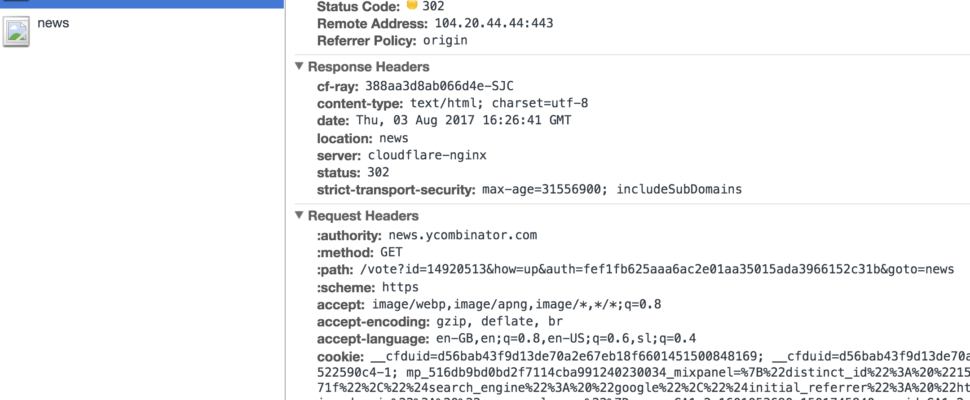 Status Code: 302
news
Remote Address: 104.20.44.44:443
Referrer Policy: origin
Response Headers
cf-ray: 388aa3d8ab066d4e-SJC
content-type: text/html; charset=utf-8
date: Thu, 03 Aug 2017 16:26:41 GMT
location: news
server: cloudflare-nginx
status: 302
strict-transport-security: max-age=31556900; includeSubDomains
Request Headers
:authority: news.ycombinator.com
:method: GET
:path: /vote?id=14920513&how=up&auth=fef1fb625aaa6ac2e01aa35015ada3966152c31b&goto=news
:scheme: https
accept: image/webp,image/apng,image/*,*/*;q=0.8
accept-encoding: gzip, deflate, br
accept-language: en-GB,en;q=0.8,en-US;q=0.6,sl;q=0.4
cookie: __cfduid=d56bab43f9d13de70a2e67eb18f6601451500848169; __cfduid=d56bab43f9d13de70a
522590c4-1; mp_516db9bd0bd2f7114cba991240230034_mixpanel=%7B%22distinct_id%22%3A%20%2215
71f%22%2C%22%24search_engine%22%3A%20%22google%22%2C%22%24initial_referrer%22%3A%20%22ht